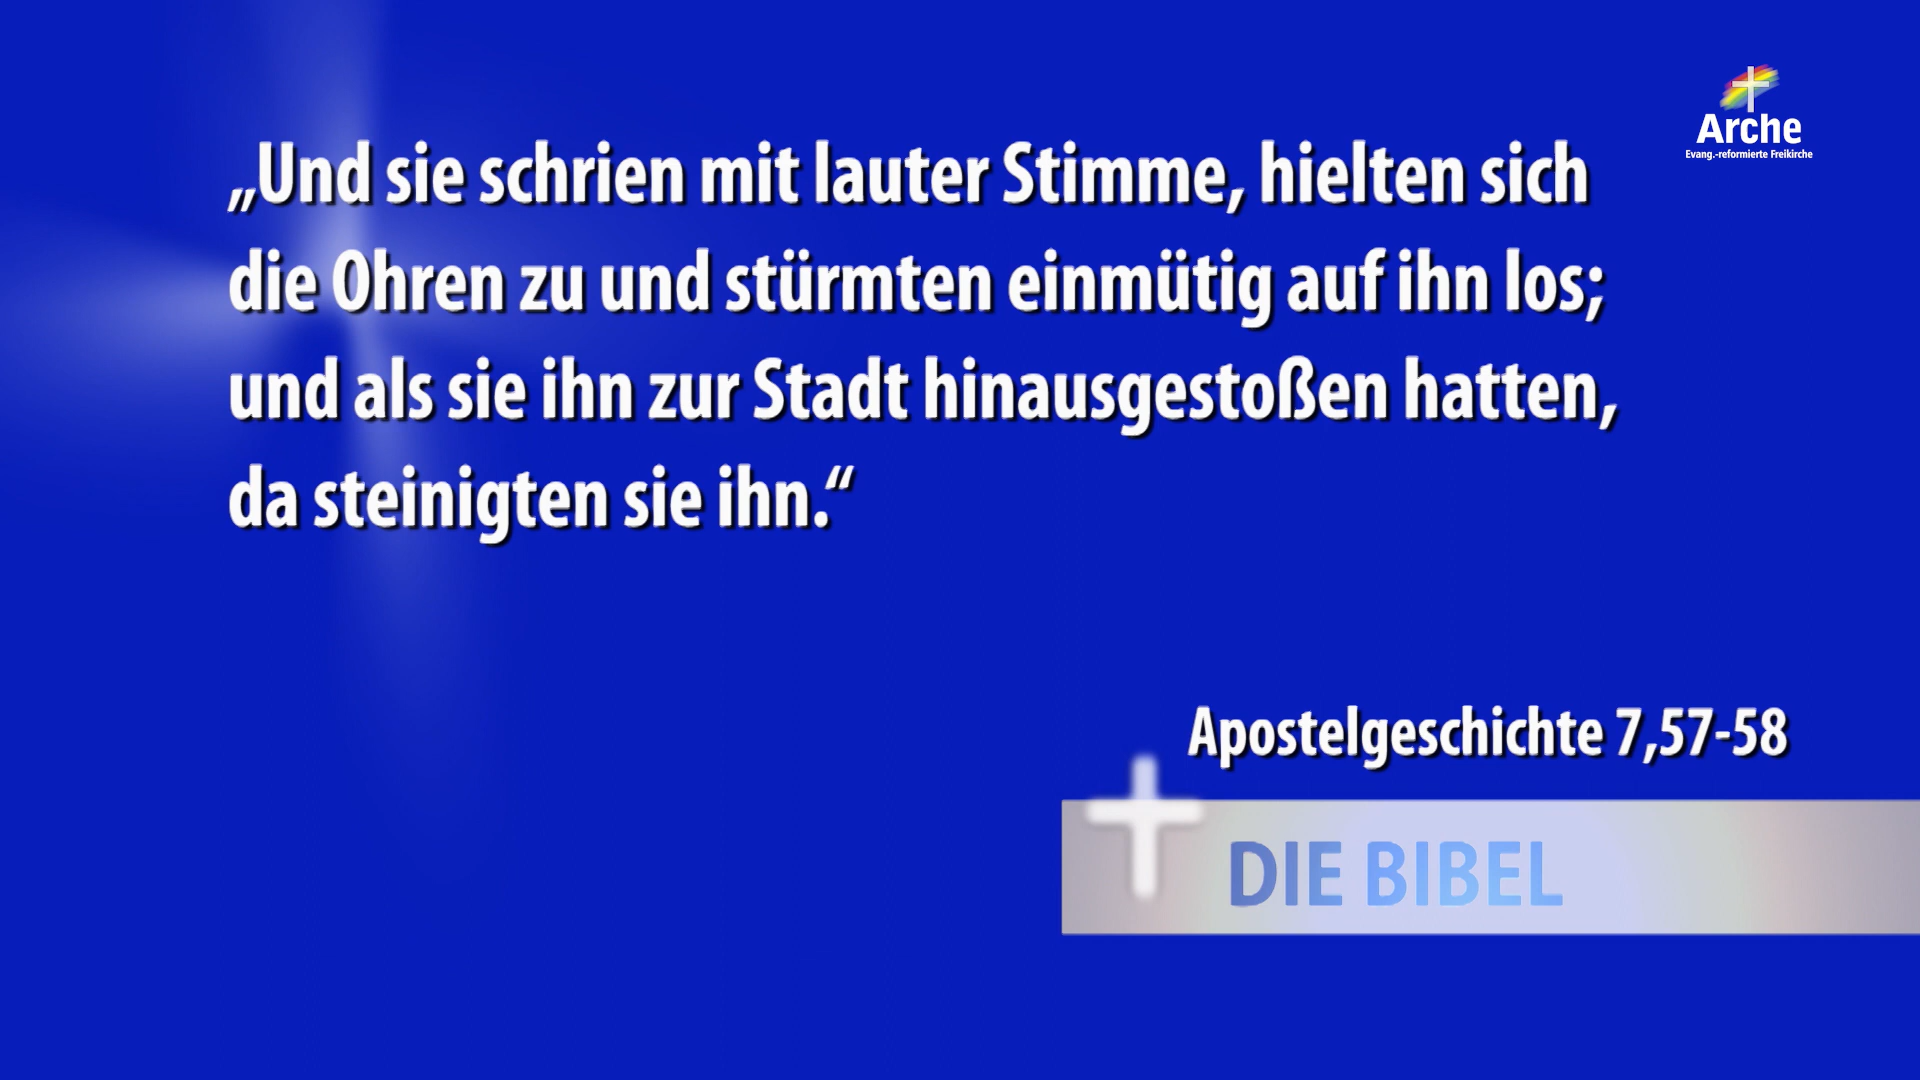 „Und sie schrien mit lauter Stimme, hielten sich
die Ohren zu und stürmten einmütig auf ihn los;
und als sie ihn zur Stadt hinausgestoßen hatten,
da steinigten sie ihn.“
Apostelgeschichte 7,57-58
DIE BIBEL
Arche
Evang.-reformierte Freikirche